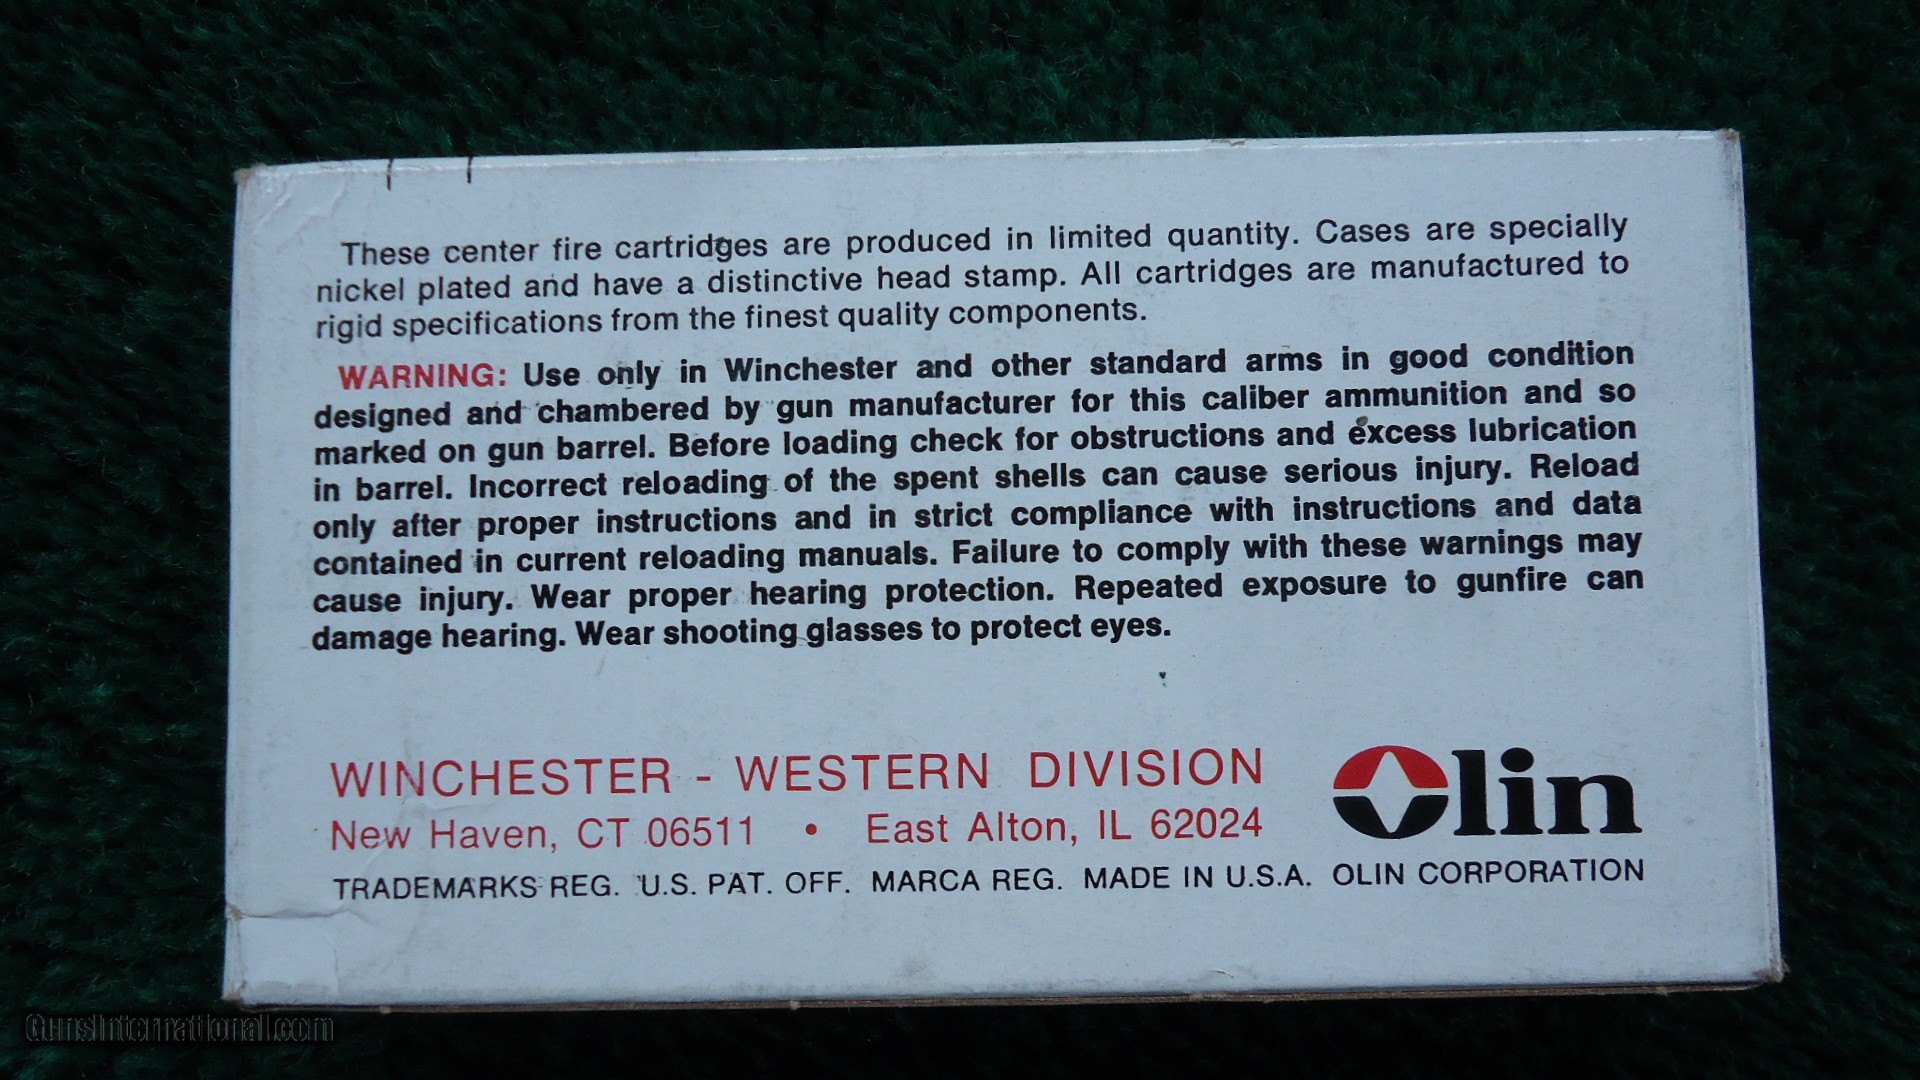 These center fire cartridges are produced in limited quantity. Cases are specially
nickel plated and have a distinctive head stamp. All cartridges are manufactured to
rigid specifications from the finest quality components.
WARNING: Use only in Winchester and other standard arms in good condition
designed and chambered by gun manufacturer for this caliber ammunition and so
marked on gun barrel. Before loading check for obstructions and excess lubrication
in barrel. Incorrect reloading of the spent shells can cause serious injury. Reload
only after proper instructions and in strict compliance with instructions and data
contained in current reloading manuals. Failure to comply with these warnings may
cause injury. Wear proper hearing protection. Repeated exposure to gunfire can
damage hearing. Wear shooting glasses to protect eyes.
WINCHESTER - WESTERN DIVISION
New Haven, CT 06511 • East Alton, IL 62024
Olin
TRADEMARKS REG. U.S. PAT. OFF. MARCA REG. MADE IN U.S.A. OLIN CORPORATION
GunsInternational.com